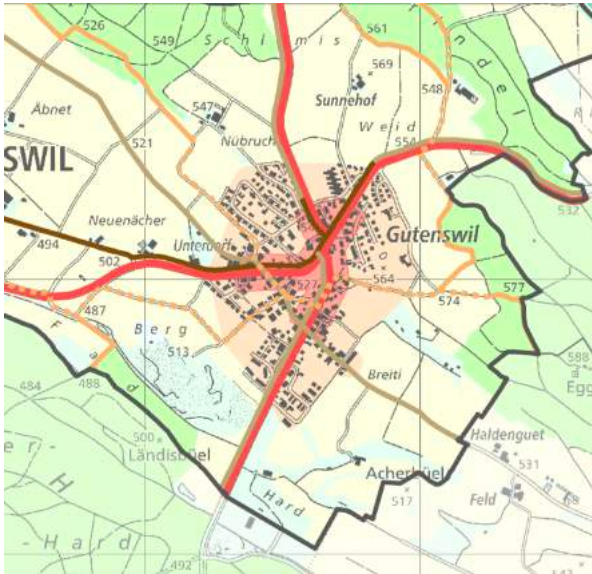 526
561
549
S c h i m i s
569
r i n d e l
Sunnehof
548
Äbnet
547
W e i d
521
Nübruch
554
SWIL
532
Neuenächer
Unterdorf
Gutenswil
494
502
564
527
574
577
487
F a d
Berg
513
588
Egg
484
488
Breiti
500
Ländisbüel
Haldenguet
Acherbüel
531
517
Feld
Hard
H
- H a r d
492